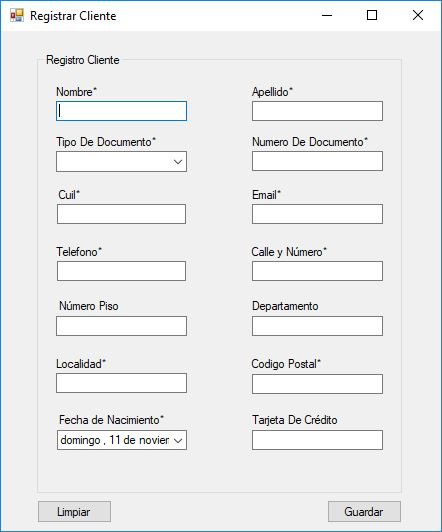 Registrar Cliente
Registro Cliente
Nombre* Apellido*
Tipo De Documento* Numero De Documento*
Cuil* Email*
Telefono* Calle y Número*
Número Piso Departamento
Localidad* Codigo Postal*
Fecha de Nacimiento* Tarjeta De Crédito
domingo , 11 de novier
Limpiar Guardar